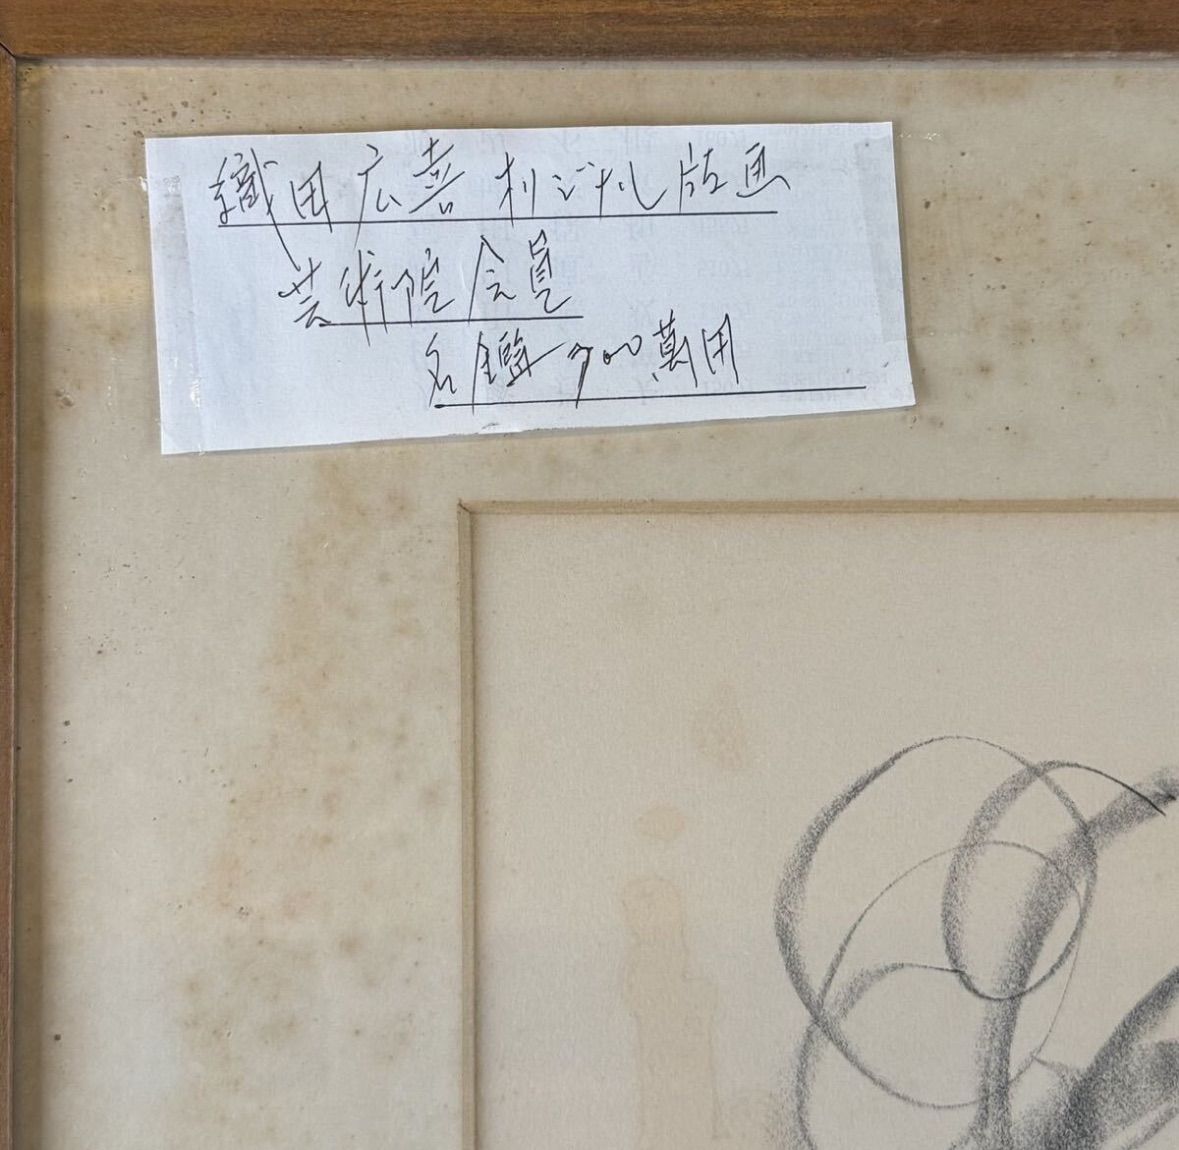 織田広喜 オリジナル版画
芸術院会員
名鑑 700萬円